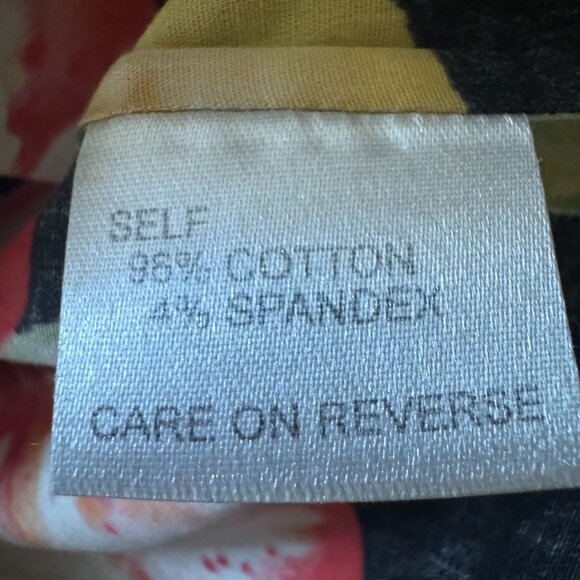 SELF
96% COTTON
4% SPANDEX
CARE ON REVERSE